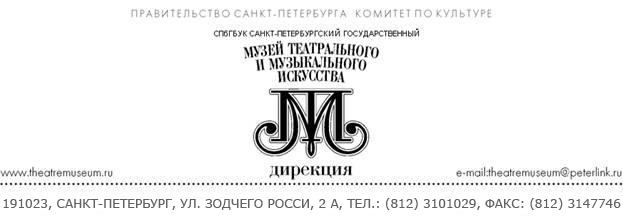 ПРАВИТЕЛЬСТВО САНКТ-ПЕТЕРБУРГА КОМИТЕТ ПО КУЛЬТУРЕ
СПбГБУК САНКТ-ПЕТЕРБУРГСКИЙ ГОСУДАРСТВЕННЫЙ
МУЗЕЙ ТЕАТРАЛЬНОГО
И МУЗЫКАЛЬНОГО
ИСКУССТВА
МТ
дирекция
www.theatremuseum.ru e-mail:theatremuseum@peterlink.ru
191023, САНКТ-ПЕТЕРБУРГ, УЛ. ЗОДЧЕГО РОССИ, 2 А, ТЕЛ.: (812) 3101029, ФАКС: (812) 3147746